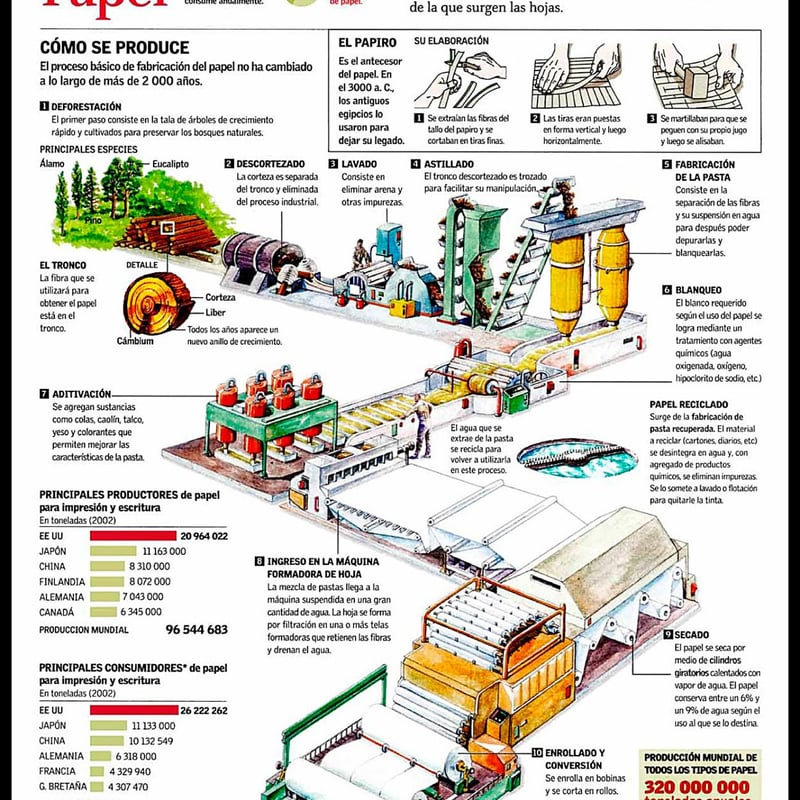 Papel
consume anualmente.
de papel.
de la que surgen las hojas.
CÓMO SE PRODUCE
El proceso básico de fabricación del papel no ha cambiado
a lo largo de más de 2 000 años.
EL PAPIRO
Es el antecesor
del papel. En
el 3000 a. C.,
los antiguos
egipcios lo
usaron para
dejar su legado.
SU ELABORACIÓN
1 Se extraían las fibras del
tallo del papiro y se
cortaban en tiras finas.
2 Las tiras eran puestas
en forma vertical y luego
horizontalmente.
3 Se martillaban para que se
peguen con su propio jugo
y luego se alisaban.
1 DEFORESTACIÓN
El primer paso consiste en la tala de árboles de crecimiento
rápido y cultivados para preservar los bosques naturales.
PRINCIPALES ESPECIES
Álamo
Eucalipto
Pino
2 DESCORTEZADO
La corteza es separada
del tronco y eliminada
del proceso industrial.
3 LAVADO
Consiste en
eliminar arena y
otras impurezas.
4 ASTILLADO
El tronco descortezado es trozado
para facilitar su manipulación.
5 FABRICACIÓN
DE LA PASTA
Consiste en la
separación de las fibras
y su suspensión en agua
para después poder
depurarlas y
blanquearlas.
EL TRONCO
La fibra que se
utilizará para
obtener el papel
está en el
tronco.
DETALLE
Corteza
Liber
Cámbium
Todos los años aparece un
nuevo anillo de crecimiento.
6 BLANQUEO
El blanco requerido
según el uso del papel se
logra mediante un
tratamiento con agentes
químicos (agua
oxigenada, oxígeno,
hipoclorito de sodio, etc.)
7 ADITIVACIÓN
Se agregan sustancias
como colas, caolín, talco,
yeso y colorantes que
permiten mejorar las
características de la pasta.
El agua que se
extrae de la pasta
se recicla para
volver a utilizarla
en este proceso.
PAPEL RECICLADO
Surge de la fabricación de
pasta recuperada. El material
a reciclar (cartones, diarios, etc)
se desintegra en agua y, con
agregado de productos
químicos, se eliminan impurezas.
Se lo somete a lavado o flotación
para quitarle la tinta.
PRINCIPALES PRODUCTORES de papel
para impresión y escritura
En toneladas (2002)
EE UU 20 964 022
JAPÓN 11 163 000
CHINA 8 310 000
FINLANDIA 8 072 000
ALEMANIA 7 043 000
CANADÁ 6 345 000
PRODUCCION MUNDIAL 96 544 683
8 INGRESO EN LA MÁQUINA
FORMADORA DE HOJA
La mezcla de pastas llega a la
máquina suspendida en una gran
cantidad de agua. La hoja se forma
por filtración en una o más telas
formadoras que retienen las fibras
y drenan el agua.
9 SECADO
El papel se seca por
medio de cilindros
giratorios calentados con
vapor de agua. El papel
conserva entre un 6% y
un 9% de agua según el
uso al que se lo destina.
PRINCIPALES CONSUMIDORES* de papel
para impresión y escritura
En toneladas (2002)
EE UU 26 222 262
JAPÓN 11 133 000
CHINA 10 132 549
ALEMANIA 6 318 000
FRANCIA 4 329 940
G. BRETAÑA 4 307 470
10 ENROLLADO Y
CONVERSIÓN
Se enrolla en bobinas
y se corta en rollos.
PRODUCCIÓN MUNDIAL DE
TODOS LOS TIPOS DE PAPEL
320 000 000
toneladas anuales